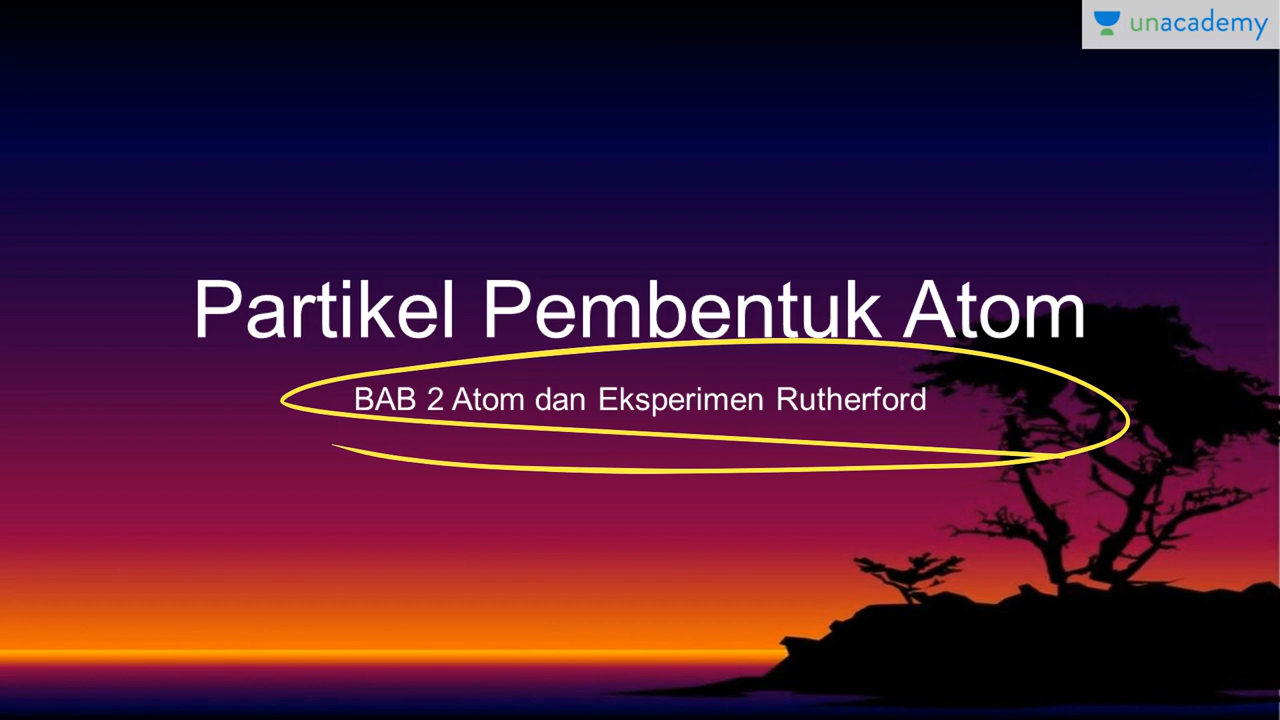 unacademy
Partikel Pembentuk Atom
BAB 2 Atom dan Eksperimen Rutherford